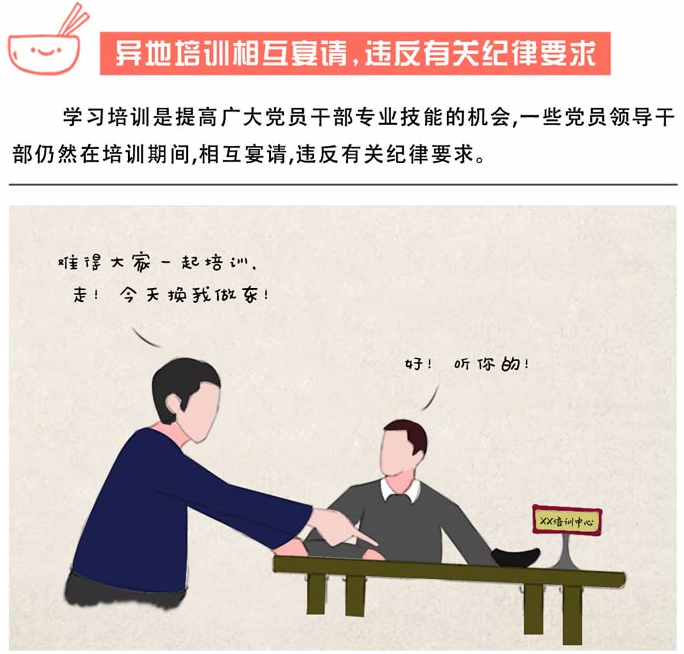 异地培训相互宴请,违反有关纪律要求
学习培训是提高广大党员干部专业技能的机会,一些党员领导干
部仍然在培训期间,相互宴请,违反有关纪律要求。
难得大家一起培训,
走! 今天换我做东!
好! 听你的!
XX培训中心